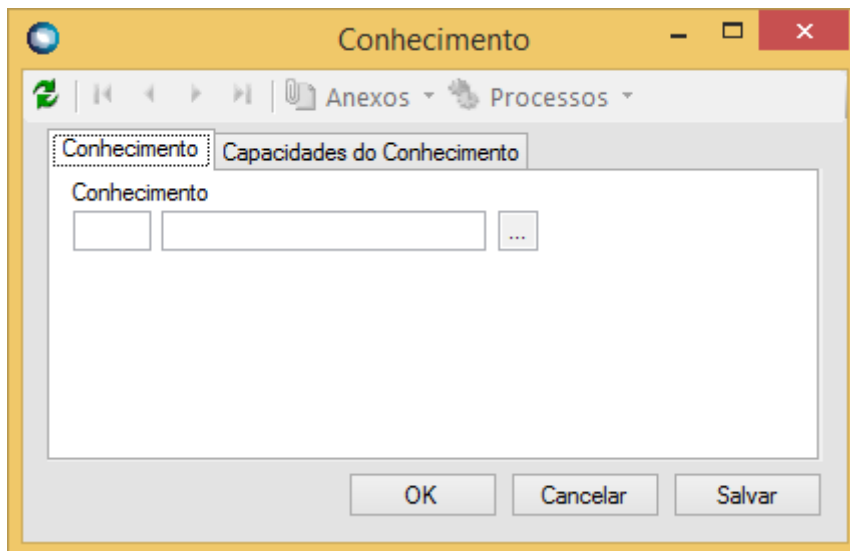 Conhecimento
Anexos Processos
Conhecimento Capacidades do Conhecimento
Conhecimento
...
OK Cancelar Salvar